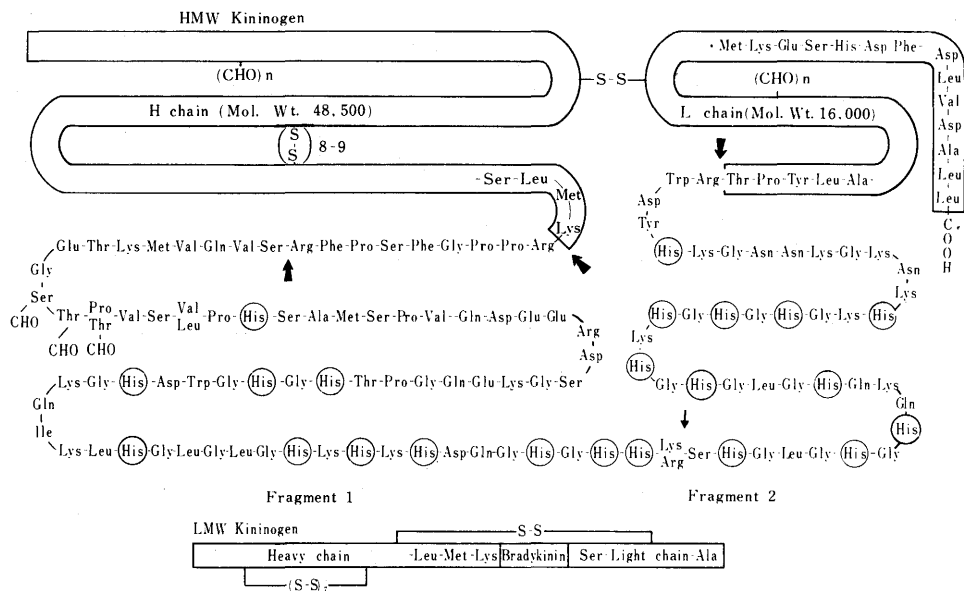 HMW Kininogen
(CHO) n
S-S
· Met-Lys-Glu-Ser-His-Asp Phe-
Asp
Leu
Val
Asp
Ala
Leu
Leu
C
O
O
H
(CHO) n
H chain (Mol. Wt. 48,500)
L chain(Mol. Wt. 16,000)
(S S) 8-9
-Ser-Leu
Met
Lys
Trp-Arg-Thr-Pro-Tyr-Leu-Ala-
Asp
Tyr
Glu-Thr-Lys-Met-Val-Gln-Val-Ser-Arg-Phe-Pro-Ser-Phe-Gly-Pro-Pro-Arg
His -Lys-Gly-Asn-Asn-Lys-Gly-Lys
Gly
Ser
CHO
Asn
Lys
Thr-Pro-Val-Ser-Val-Pro-His-Ser-Ala-Met-Ser-Pro-Val-Gln-Asp-Glu-Glu
Thr
Leu
CHO CHO
Arg
Asp
His-Gly-His-Gly-His-Gly-Lys-His
Lys
His
Lys-Gly-His-Asp-Trp-Gly-His-Gly-His-Thr-Pro-Gly-Gln-Glu-Lys-Gly-Ser
Gly-His-Gly-Leu-Gly-His-Gln-Lys
Gln
Ile
Gln
His
Lys-Leu-His-Gly-Leu-Gly-Leu-Gly-His-Lys-His-Lys-His-Asp-Gln-Gly-His-Gly-His-His-Lys-Ser-His-Gly-Leu-Gly-His-Gly
Arg
Fragment 1
Fragment 2
LMW Kininogen
S-S
Heavy chain
-Leu-Met-Lys
Bradykinin
Ser-Light chain-Ala
(S-S)₇